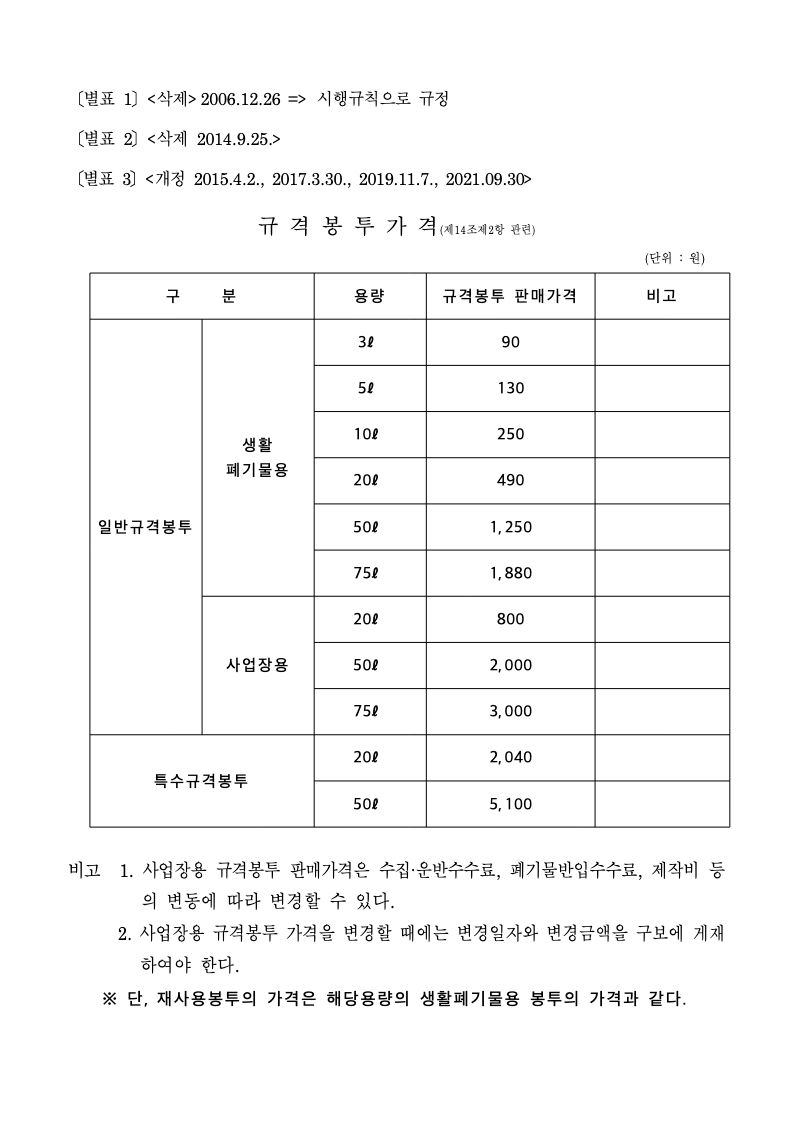 〔별표 1〕 <삭제> 2006.12.26 => 시행규칙으로 규정
〔별표 2〕 <삭제 2014.9.25.>
〔별표 3〕 <개정 2015.4.2., 2017.3.30., 2019.11.7., 2021.09.30>
규 격 봉 투 가 격(제14조제2항 관련)
(단위 : 원)
구 분 용량 규격봉투 판매가격 비고
3ℓ 90
5ℓ 130
10ℓ 250
생활
폐기물용
20ℓ 490
일반규격봉투 50ℓ 1,250
75ℓ 1,880
20ℓ 800
사업장용 50ℓ 2,000
75ℓ 3,000
20ℓ 2,040
특수규격봉투
50ℓ 5,100
비고 1. 사업장용 규격봉투 판매가격은 수집·운반수수료, 폐기물반입수수료, 제작비 등
의 변동에 따라 변경할 수 있다.
2. 사업장용 규격봉투 가격을 변경할 때에는 변경일자와 변경금액을 구보에 게재
하여야 한다.
※ 단, 재사용봉투의 가격은 해당용량의 생활폐기물용 봉투의 가격과 같다.